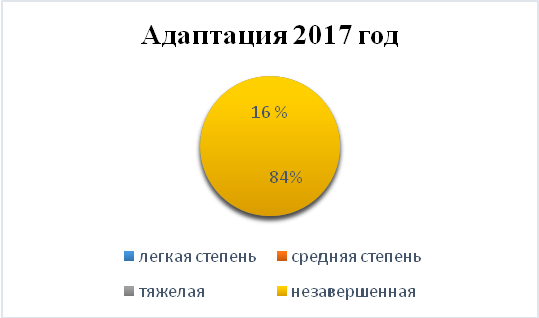 Адаптация 2017 год
16 %
84%
легкая степень средняя степень
тяжелая незавершенная